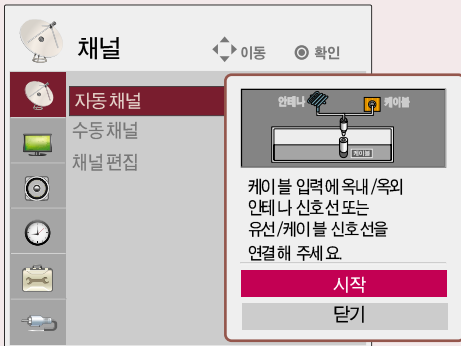 채널
이동
확인
자동 채널
수동 채널
채널 편집
안테나
케이블
케이블
케이블 입력에 옥내/옥외
안테나 신호선 또는
유선/케이블 신호선을
연결해 주세요.
시작
닫기